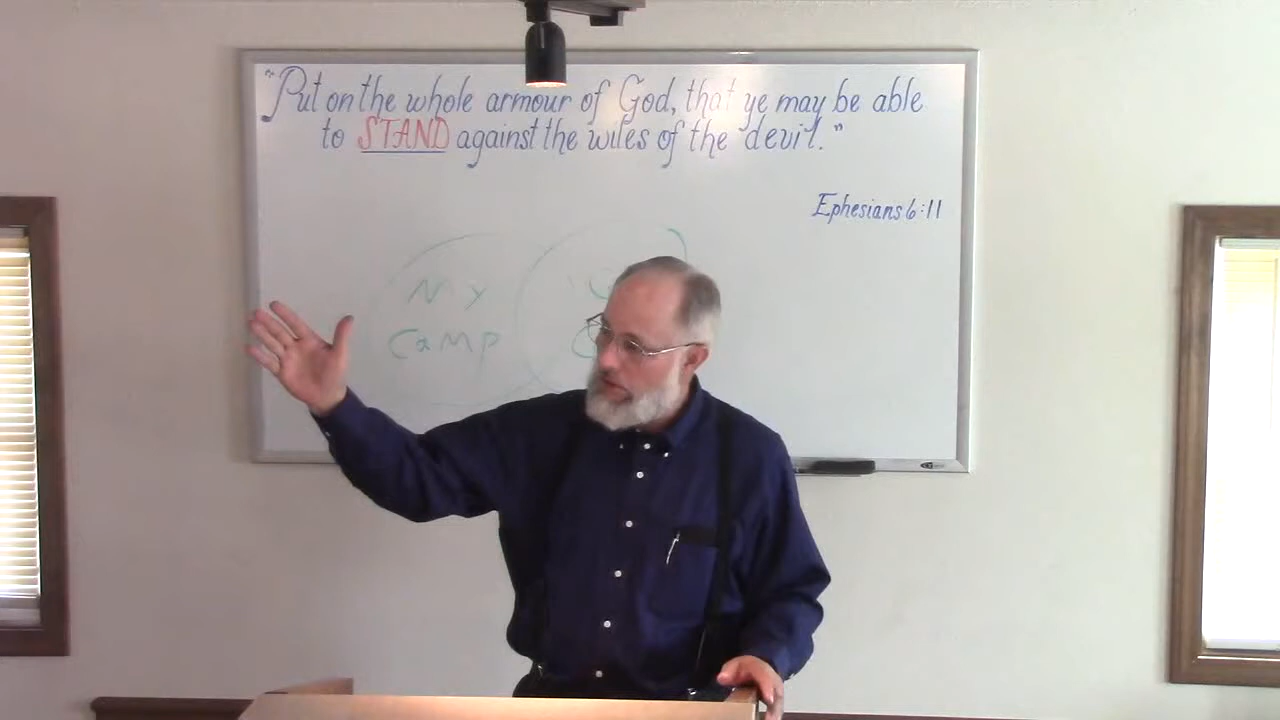 "Put on the whole armour of God, that ye may be able
to STAND against the wiles of the devil."
Ephesians 6:11
My
Camp